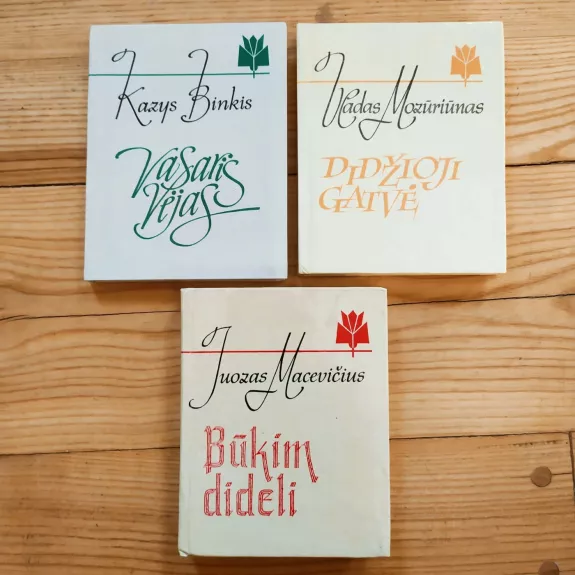 Kazys Binkis
Vasaris
Vėjas
Vladas Mozūriūnas
DIDŽIOJI
GATVĖ
Juozas Macevičius
Būkim
dideli